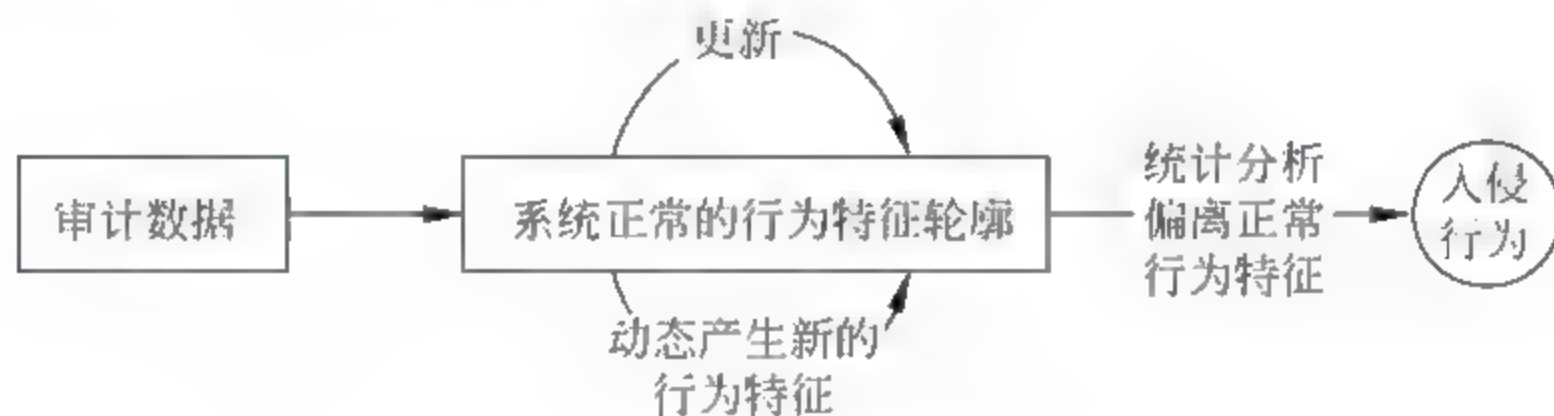 更新
审计数据
系统正常的行为特征轮廓
统计分析
偏离正常
行为特征
入侵
行为
动态产生新的
行为特征